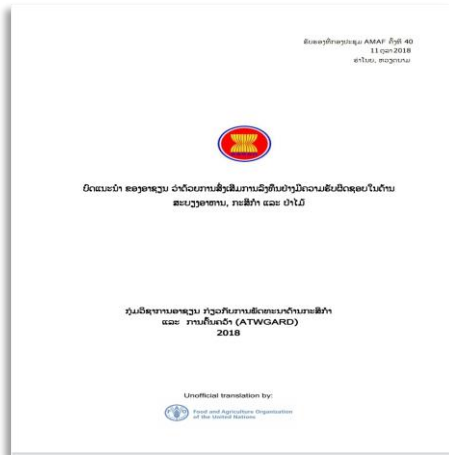 ຮັບຮອງທີ່ກອງປະຊຸມ AMAF ຄັ້ງທີ 40
11 ຕຸລາ 2018
ຮ່າໂນຍ, ຫວຽດນາມ
ບົດແນະນຳ ຂອງອາຊຽນ ວ່າດ້ວຍການສົ່ງເສີມການລົງທຶນຢ່າງມີຄວາມຮັບຜິດຊອບໃນດ້ານ
ສະບຽງອາຫານ, ກະສິກຳ ແລະ ປ່າໄມ້
ກຸ່ມວິຊາການອາຊຽນ ກ່ຽວກັບການພັດທະນາດ້ານກະສິກຳ
ແລະ ການຄົ້ນຄວ້າ (ATWGARD)
2018
Unofficial translation by:
Food and Agriculture Organization
of the United Nations